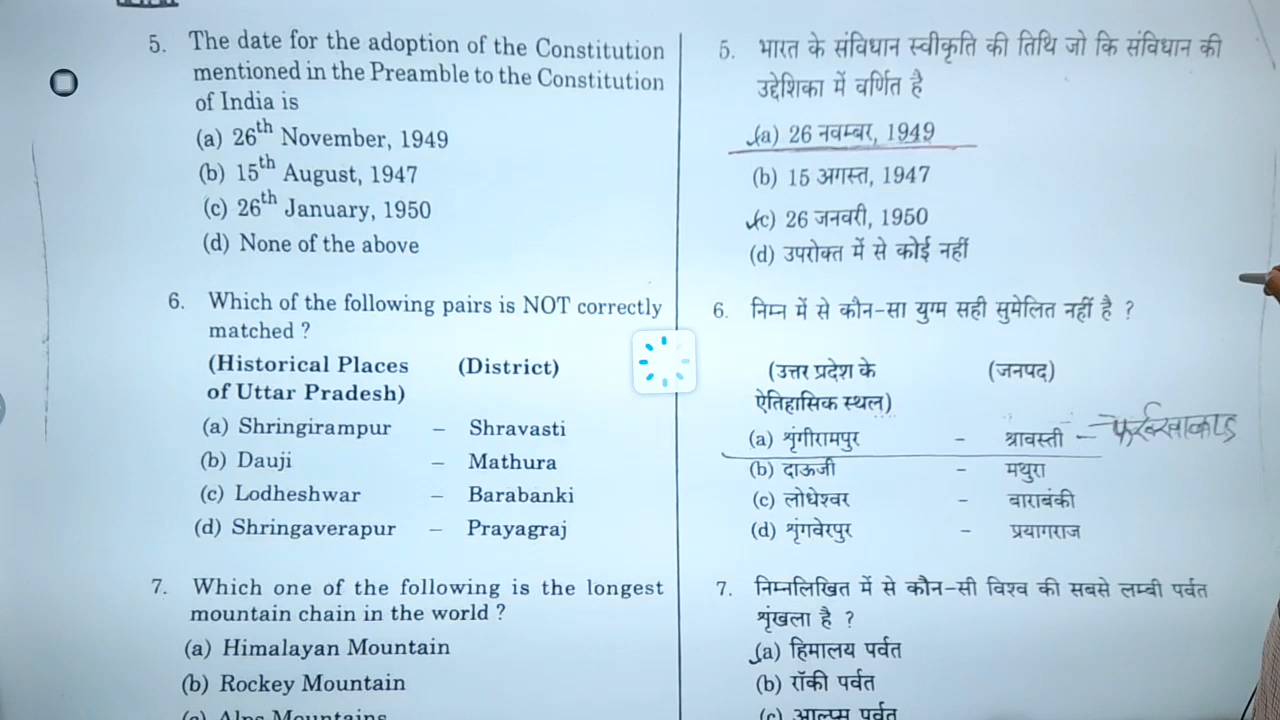 5. The date for the adoption of the Constitution
mentioned in the Preamble to the Constitution
of India is
(a) 26th November, 1949
(b) 15th August, 1947
(c) 26th January, 1950
(d) None of the above
6. Which of the following pairs is NOT correctly
matched ?
(Historical Places (District)
of Uttar Pradesh)
(a) Shringirampur – Shravasti
(b) Dauji – Mathura
(c) Lodheshwar – Barabanki
(d) Shringaverapur – Prayagraj
7. Which one of the following is the longest
mountain chain in the world ?
(a) Himalayan Mountain
(b) Rockey Mountain
(c) Alps Mountains
5. भारत के संविधान स्वीकृति की तिथि जो कि संविधान की
उद्देशिका में वर्णित है
(a) 26 नवम्बर, 1949
(b) 15 अगस्त, 1947
(c) 26 जनवरी, 1950
(d) उपरोक्त में से कोई नहीं
6. निम्न में से कौन-सा युग्म सही सुमेलित नहीं है ?
(उत्तर प्रदेश के (जनपद)
ऐतिहासिक स्थल)
(a) शृंगीरामपुर – श्रावस्ती –
(b) दाऊजी – मथुरा
(c) लोधेश्वर – बाराबंकी
(d) शृंगवेरपुर – प्रयागराज
7. निम्नलिखित में से कौन-सी विश्व की सबसे लम्बी पर्वत
शृंखला है ?
(a) हिमालय पर्वत
(b) रॉकी पर्वत
(c) आल्प्स पर्वत